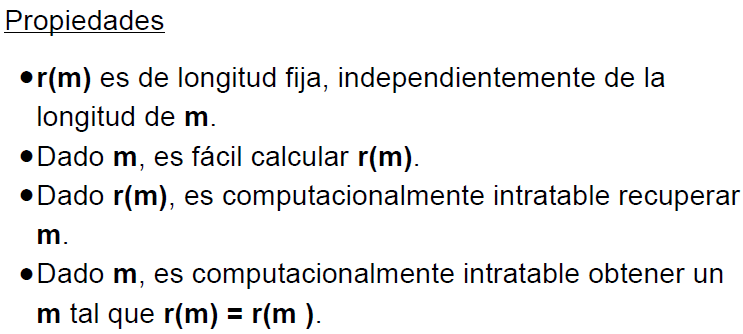 Propiedades
●r(m) es de longitud fija, independientemente de la
longitud de m.
●Dado m, es fácil calcular r(m).
●Dado r(m), es computacionalmente intratable recuperar
m.
●Dado m, es computacionalmente intratable obtener un
m tal que r(m) = r(m ).